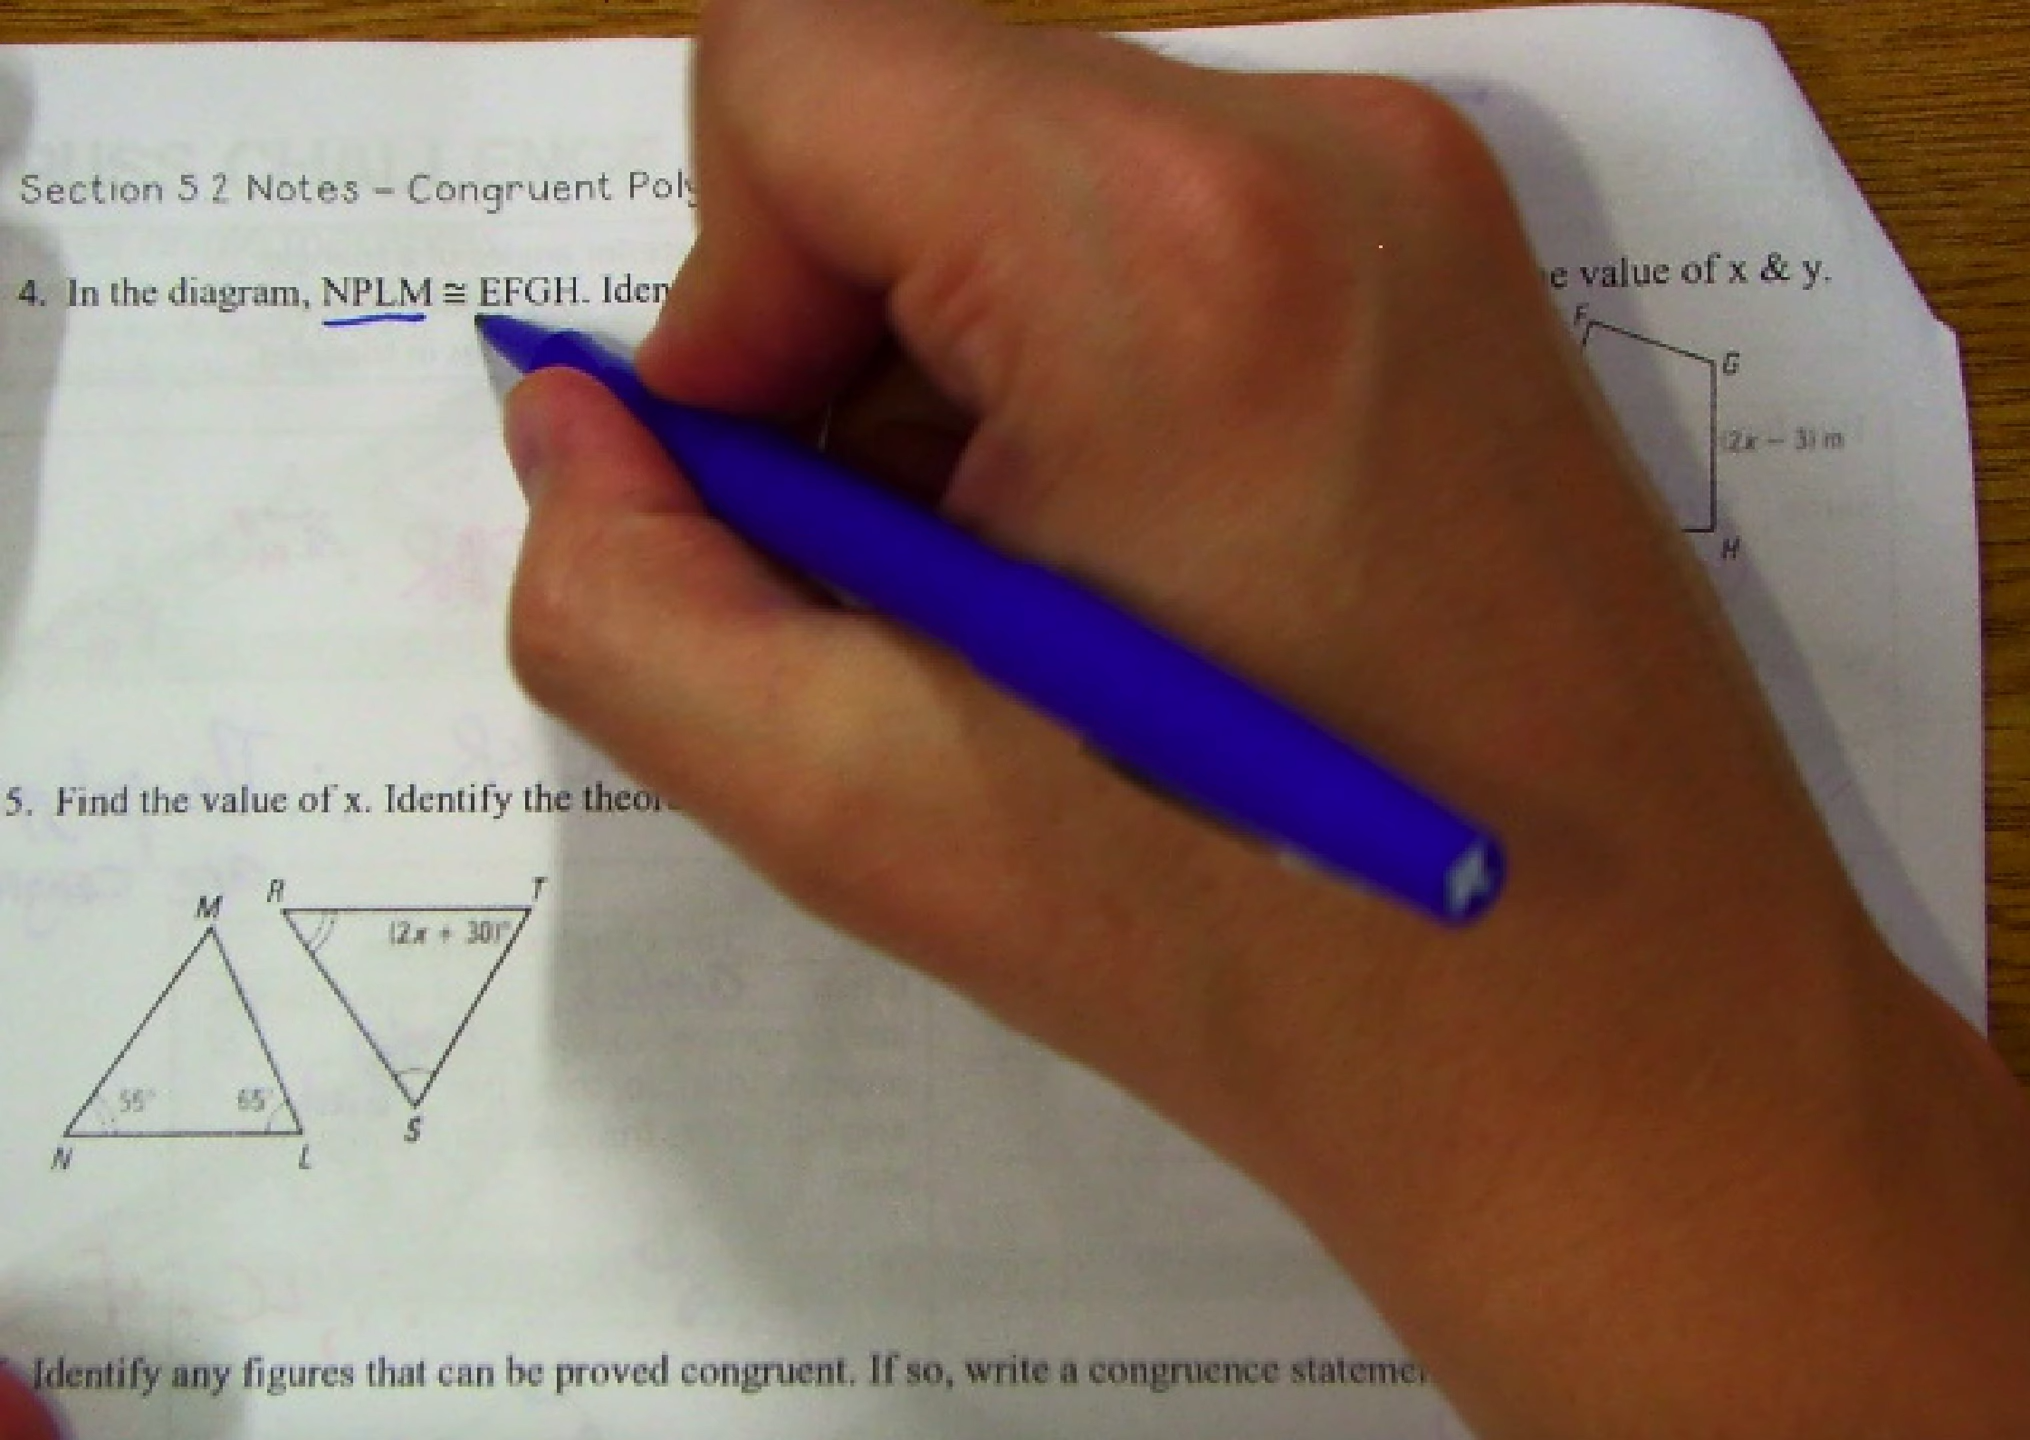 Section 5 2 Notes – Congruent Poly
4. In the diagram, NPLM ≅ EFGH. Iden e value of x & y.
F
G
(2x – 3) m
H
5. Find the value of x. Identify the theor
M
R
T
(2x + 30)°
55°
65°
N
L
S
Identify any figures that can be proved congruent. If so, write a congruence stateme